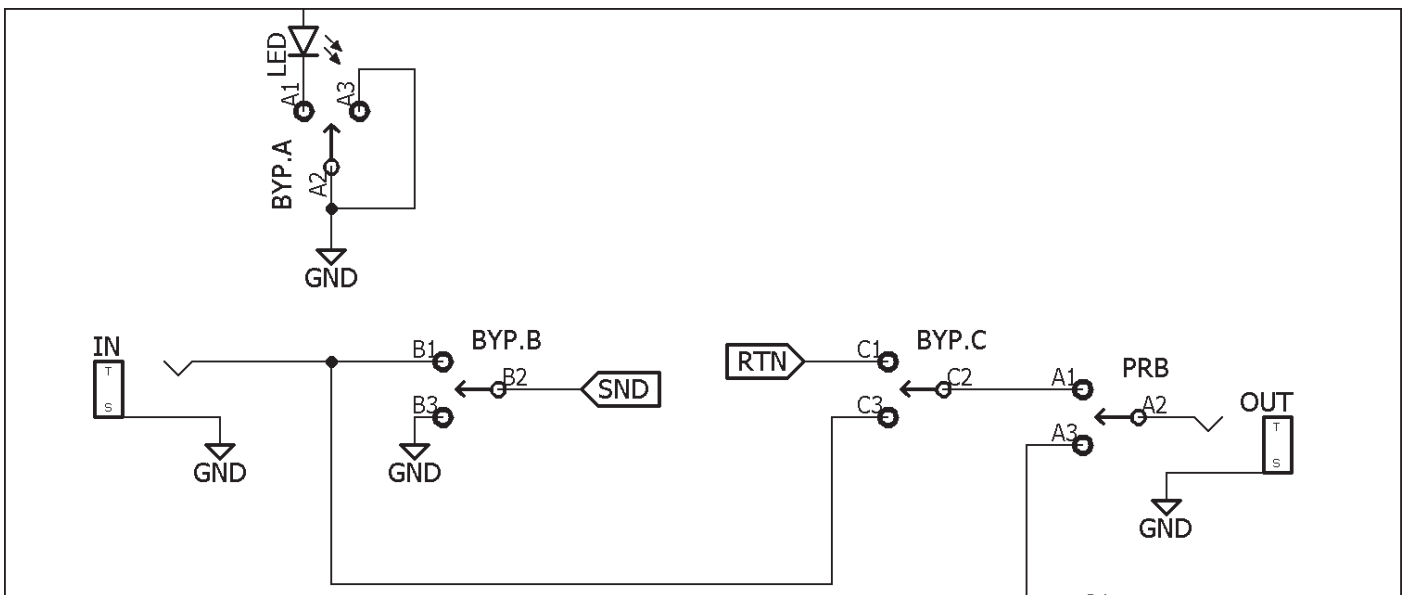 LED
A1
A3
BYP.A
A2
GND
IN
T
S
GND
B1
BYP.B
B2
SND
B3
GND
RTN
C1
BYP.C
C2
C3
A1
PRB
A2
A3
OUT
T
S
GND